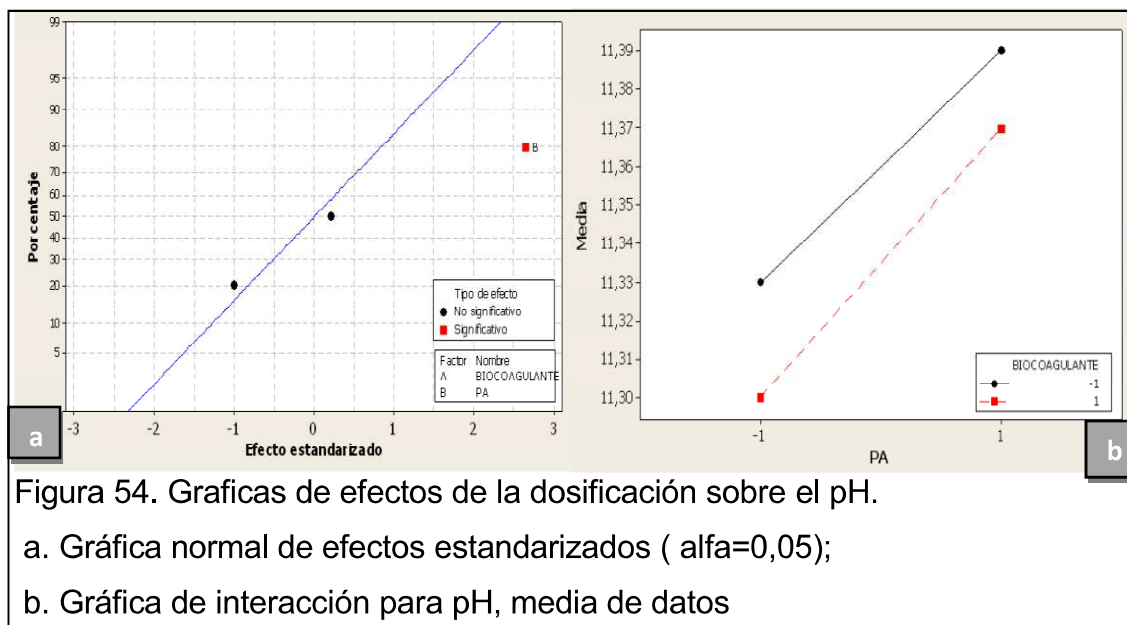 99
95
90
80
70
60
50
40
30
20
10
5
Porcentaje
B
Tipo de efecto
No significativo
Significativo
Factor Nombre
A BIOCOAGULANTE
B PA
-3 -2 -1 0 1 2 3
Efecto estandarizado
a
11,39
11,38
11,37
11,36
11,35
11,34
11,33
11,32
11,31
11,30
Media
BIOCOAGULANTE
-1
1
-1 1
PA
b
Figura 54. Graficas de efectos de la dosificación sobre el pH.
a. Gráfica normal de efectos estandarizados ( alfa=0,05);
b. Gráfica de interacción para pH, media de datos